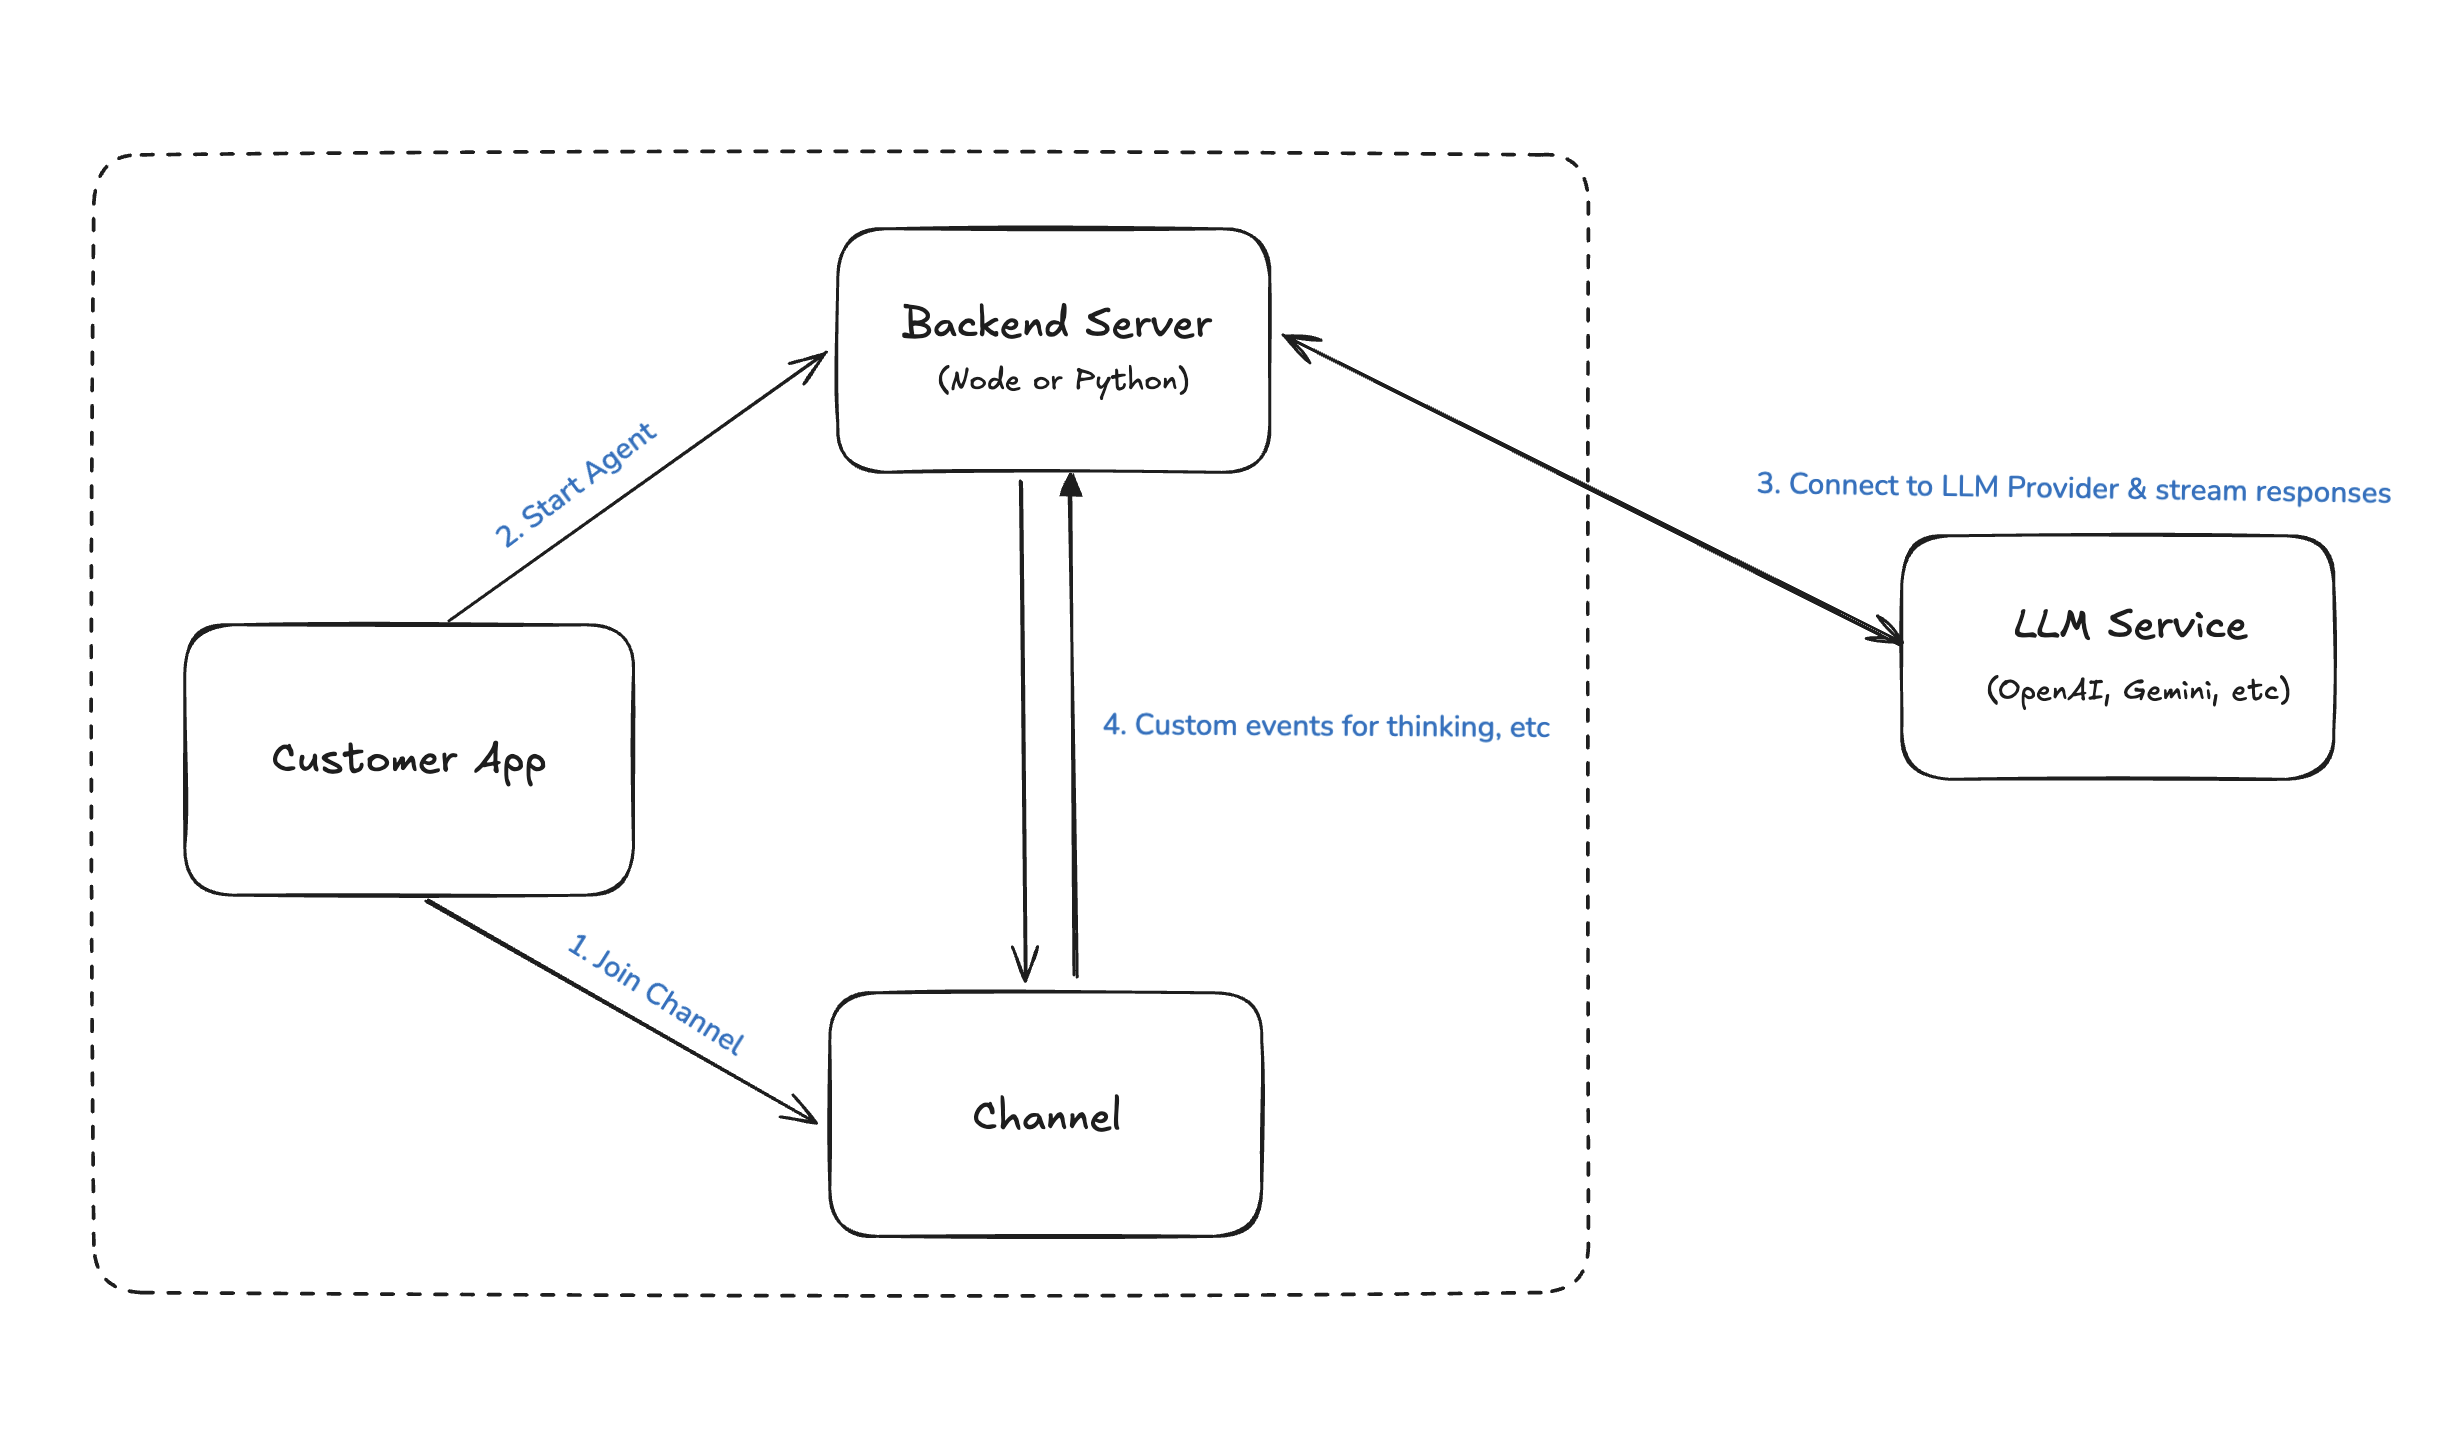 Backend Server
(Node or Python)
2. Start Agent
3. Connect to LLM Provider & stream responses
LLM Service
(OpenAI, Gemini, etc)
Customer App
4. Custom events for thinking, etc
1. Join Channel
Channel